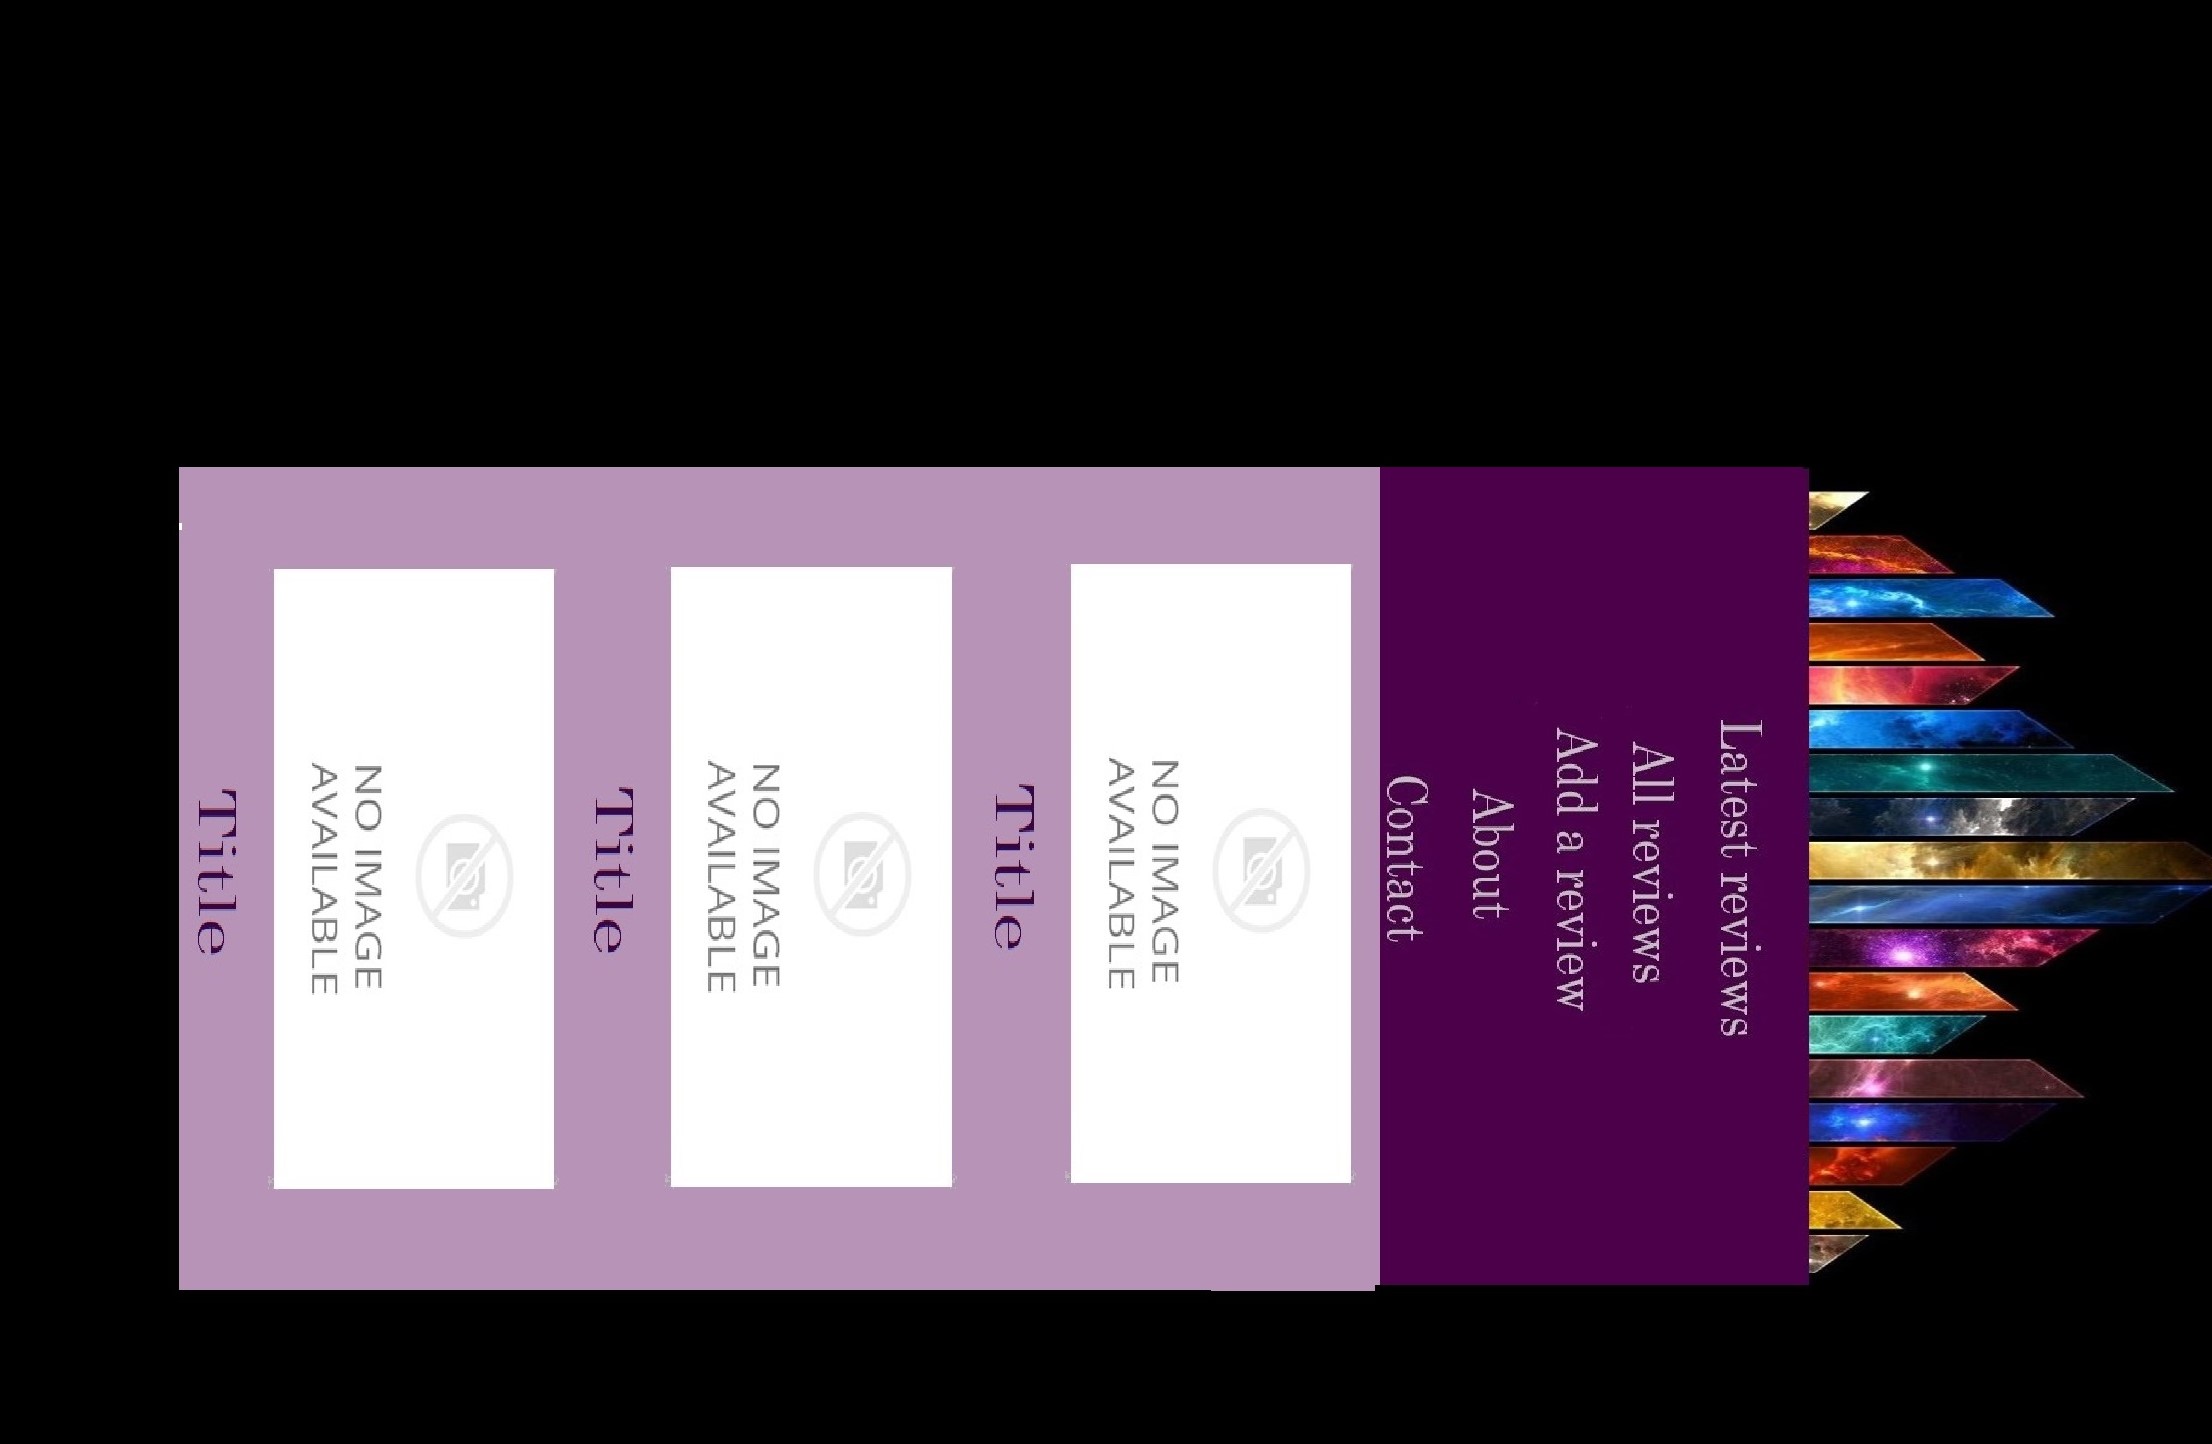 Latest reviews
All reviews
Add a review
About
Contact
NO IMAGE
AVAILABLE
Title
NO IMAGE
AVAILABLE
Title
NO IMAGE
AVAILABLE
Title